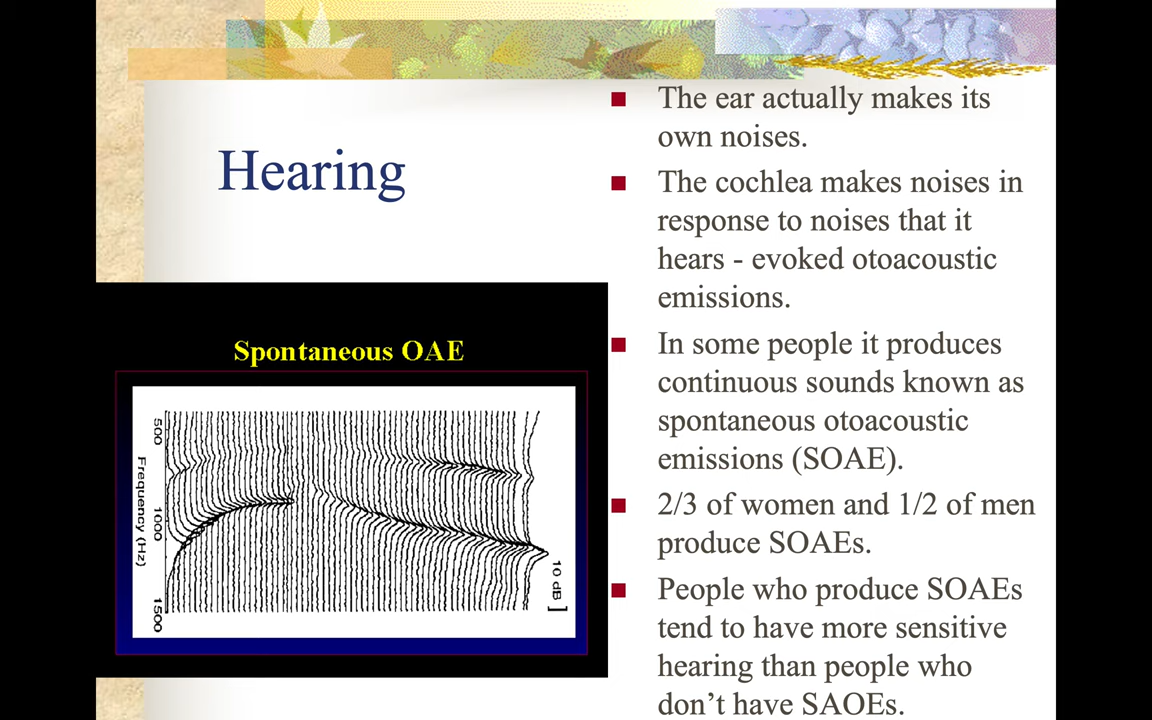 Hearing
Spontaneous OAE
500
1000
1500
Frequency (Hz)
10 dB
The ear actually makes its
own noises.
The cochlea makes noises in
response to noises that it
hears - evoked otoacoustic
emissions.
In some people it produces
continuous sounds known as
spontaneous otoacoustic
emissions (SOAE).
2/3 of women and 1/2 of men
produce SOAEs.
People who produce SOAEs
tend to have more sensitive
hearing than people who
don’t have SAOEs.